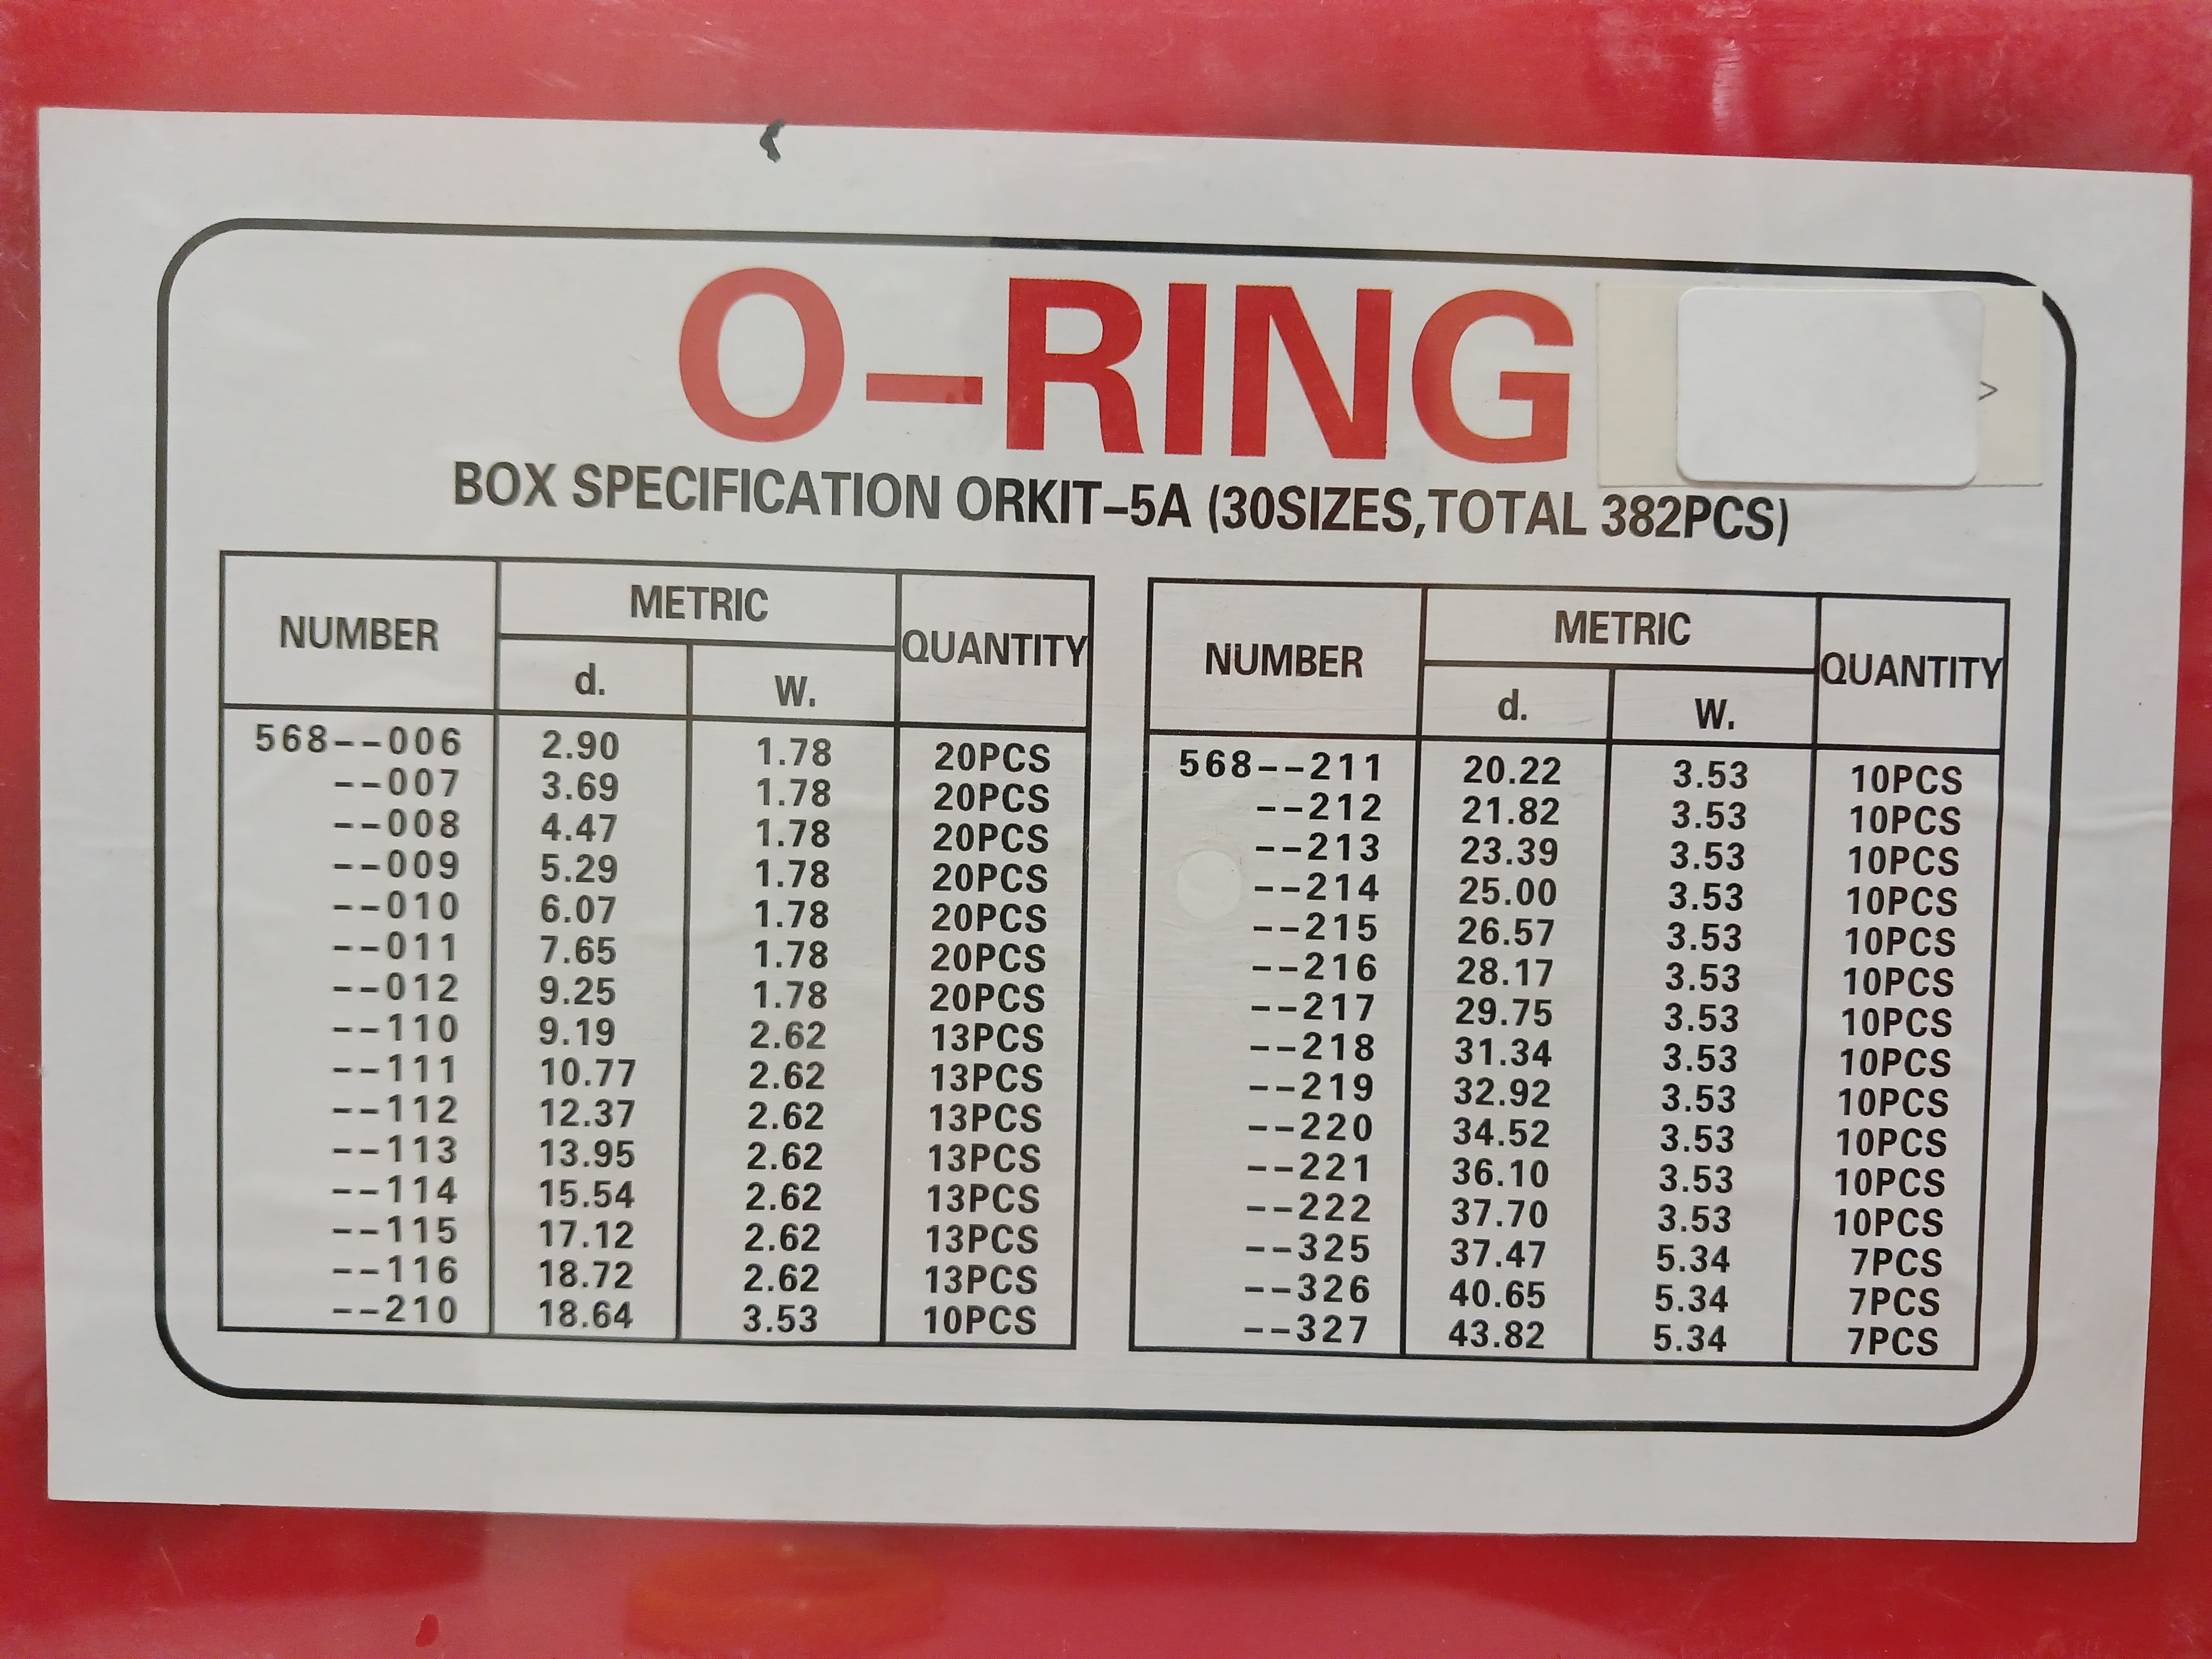 O-RING
>
BOX SPECIFICATION ORKIT-5A (30SIZES,TOTAL 382PCS)
NUMBER METRIC QUANTITY
d. W.
568--006 2.90 1.78 20PCS
--007 3.69 1.78 20PCS
--008 4.47 1.78 20PCS
--009 5.29 1.78 20PCS
--010 6.07 1.78 20PCS
--011 7.65 1.78 20PCS
--012 9.25 1.78 20PCS
--110 9.19 2.62 13PCS
--111 10.77 2.62 13PCS
--112 12.37 2.62 13PCS
--113 13.95 2.62 13PCS
--114 15.54 2.62 13PCS
--115 17.12 2.62 13PCS
--116 18.72 2.62 13PCS
--210 18.64 3.53 10PCS
NUMBER METRIC QUANTITY
d. W.
568--211 20.22 3.53 10PCS
--212 21.82 3.53 10PCS
--213 23.39 3.53 10PCS
--214 25.00 3.53 10PCS
--215 26.57 3.53 10PCS
--216 28.17 3.53 10PCS
--217 29.75 3.53 10PCS
--218 31.34 3.53 10PCS
--219 32.92 3.53 10PCS
--220 34.52 3.53 10PCS
--221 36.10 3.53 10PCS
--222 37.70 3.53 10PCS
--325 37.47 5.34 7PCS
--326 40.65 5.34 7PCS
--327 43.82 5.34 7PCS